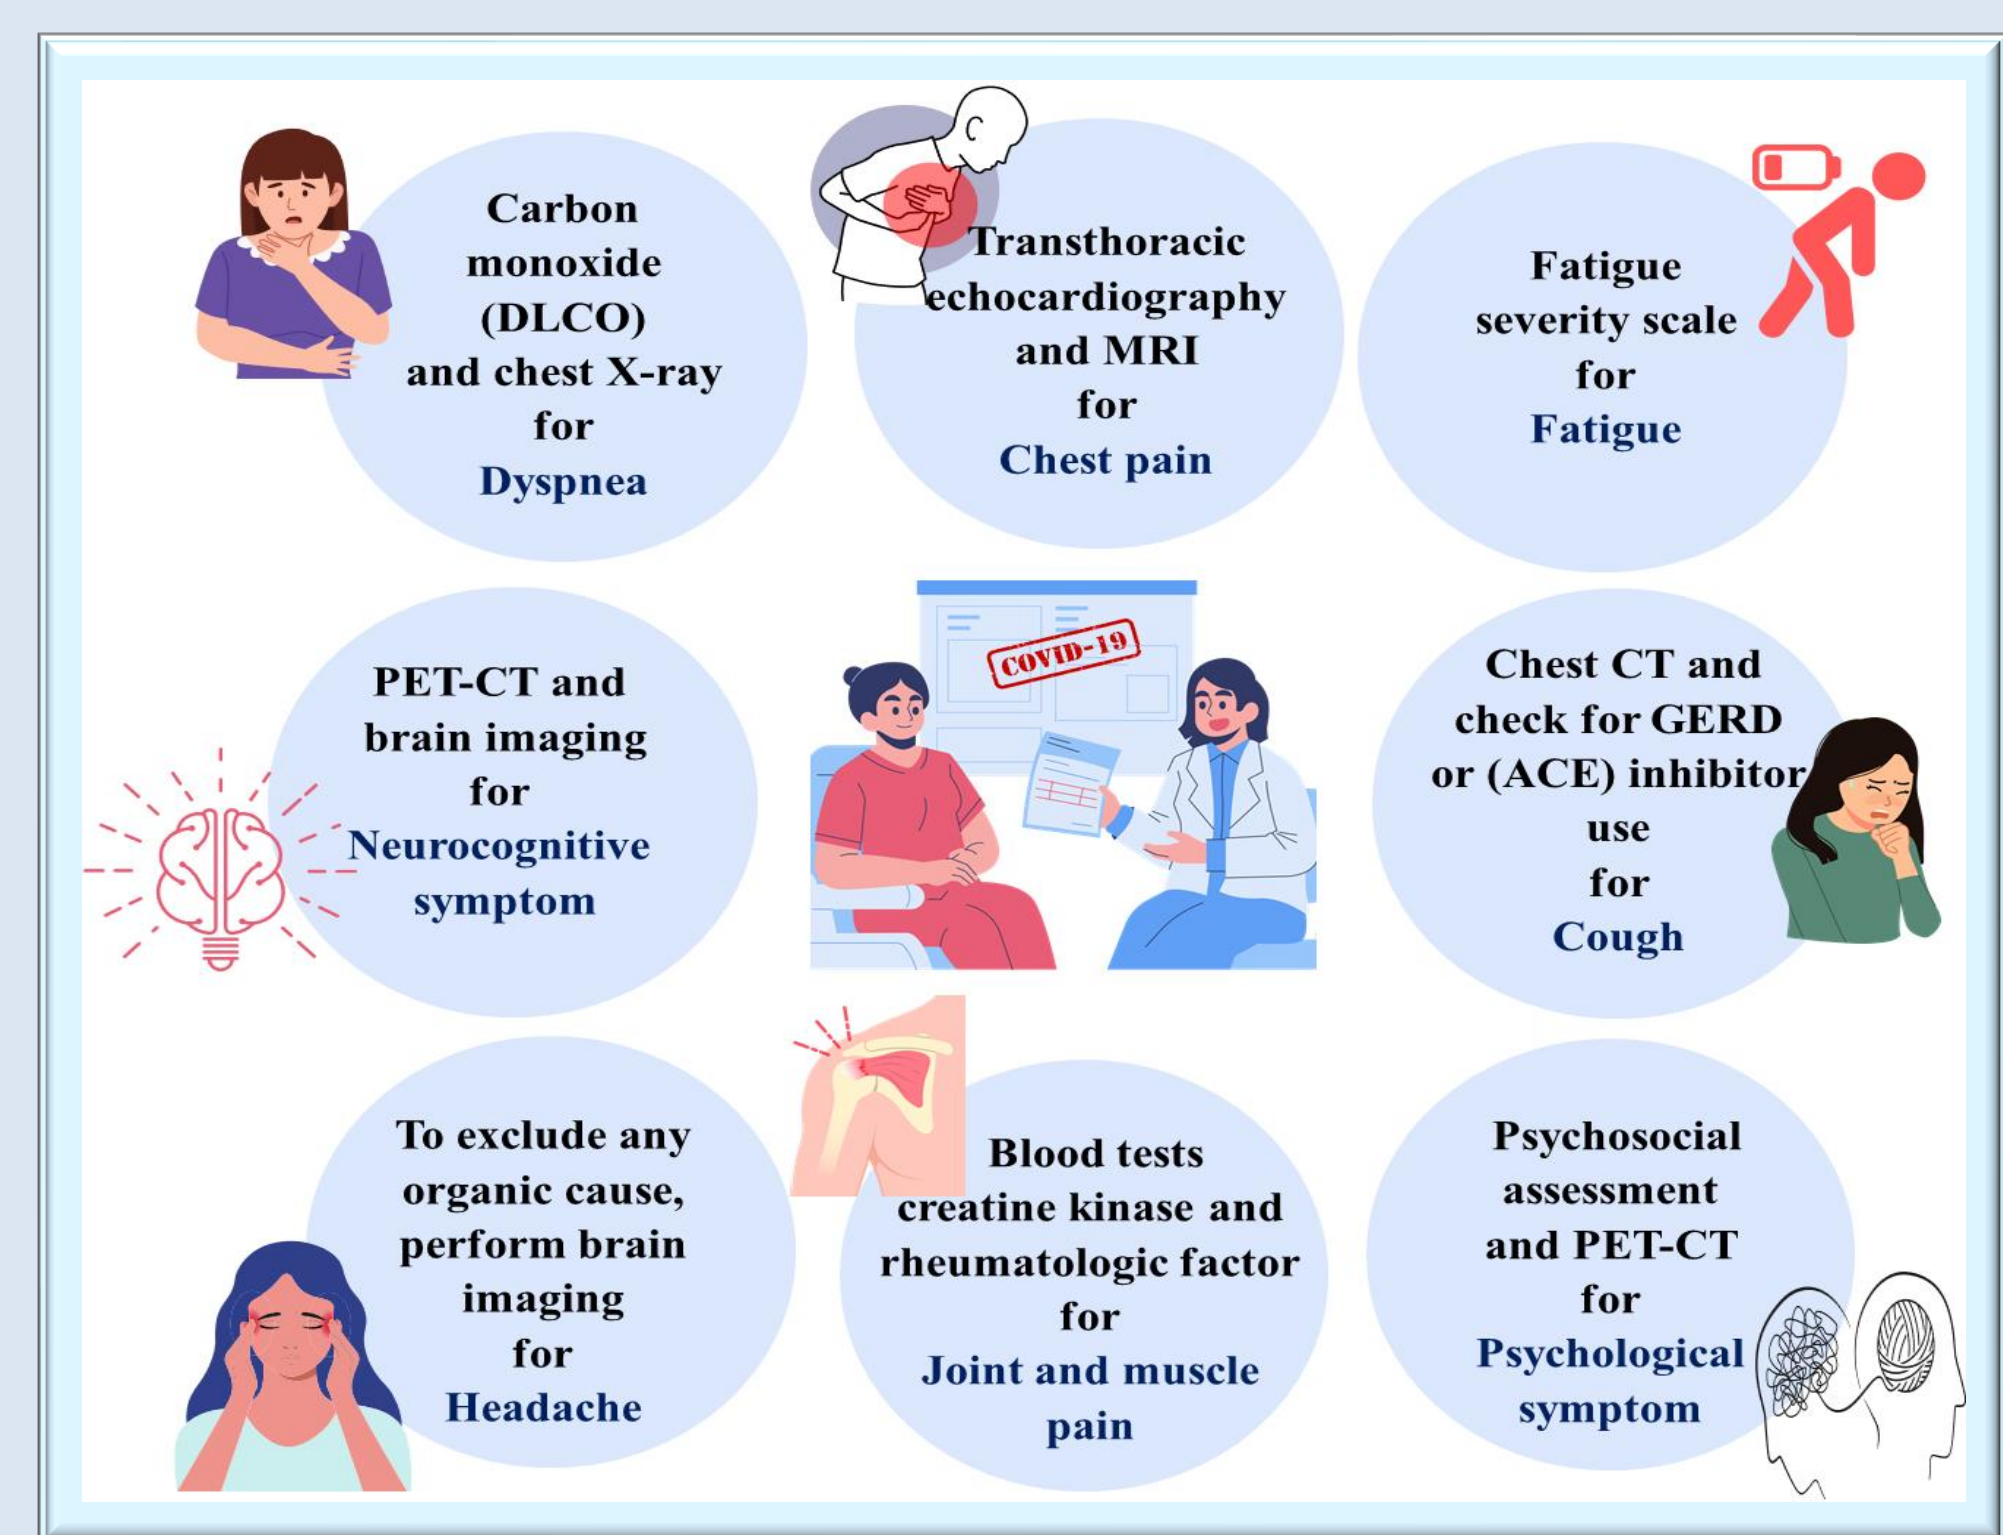 Carbon
monoxide
(DLCO)
and chest X-ray
for
Dyspnea
Transthoracic
echocardiography
and MRI
for
Chest pain
Fatigue
severity scale
for
Fatigue
PET-CT and
brain imaging
for
Neurocognitive
symptom
COVID-19
Chest CT and
check for GERD
or (ACE) inhibitor
use
for
Cough
To exclude any
organic cause,
perform brain
imaging
for
Headache
Blood tests
creatine kinase and
rheumatologic factor
for
Joint and muscle
pain
Psychosocial
assessment
and PET-CT
for
Psychological
symptom